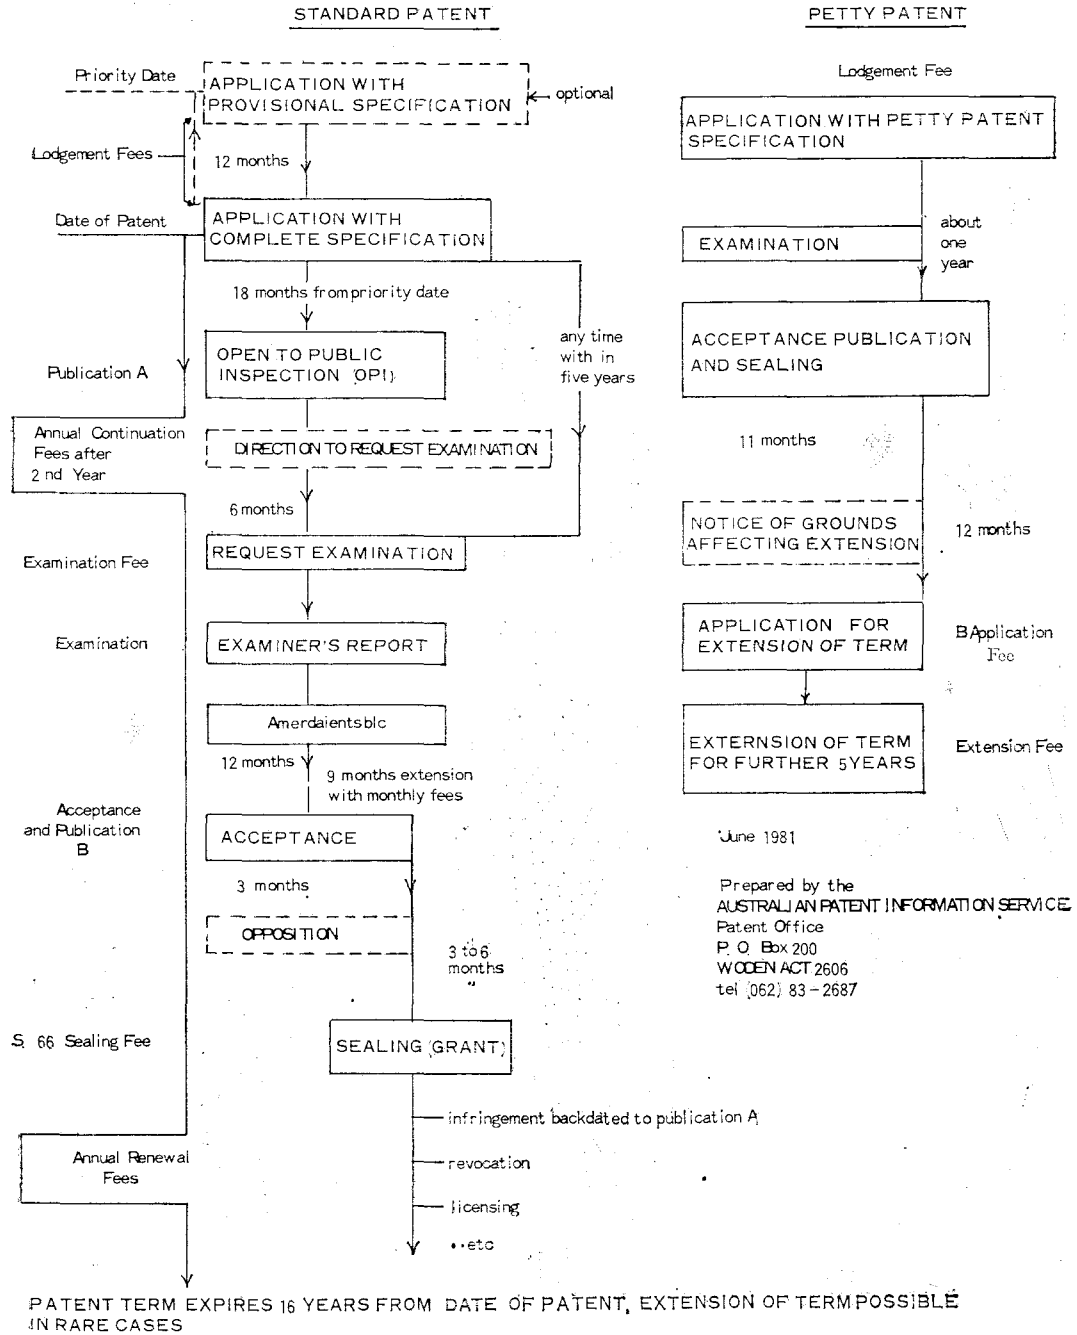 STANDARD PATENT
Priority Date
APPLICATION WITH
PROVISIONAL SPECIFICATION
optional
Lodgement Fees
12 months
Date of Patent
APPLICATION WITH
COMPLETE SPECIFICATION
18 months from priority date
any time
with in
five years
Publication A
OPEN TO PUBLIC
INSPECTION (OPI)
Annual Continuation
Fees after
2 nd Year
DIRECTION TO REQUEST EXAMINATION
6 months
Examination Fee
REQUEST EXAMINATION
Examination
EXAMINER'S REPORT
Amerdaientsblc
12 months
9 months extension
with monthly fees
Acceptance
and Publication
B
ACCEPTANCE
3 months
OPPOSITION
3 to 6
months
S. 66 Sealing Fee
SEALING (GRANT)
infringement backdated to publication A
Annual Renewal
Fees
revocation
licensing
..etc
PETTY PATENT
Lodgement Fee
APPLICATION WITH PETTY PATENT
SPECIFICATION
EXAMINATION
about
one
year
ACCEPTANCE PUBLICATION
AND SEALING
11 months
NOTICE OF GROUNDS
AFFECTING EXTENSION
12 months
APPLICATION FOR
EXTENSION OF TERM
B Application
Fee
EXTERNSION OF TERM
FOR FURTHER 5 YEARS
Extension Fee
June 1981
Prepared by the
AUSTRALIAN PATENT INFORMATION SERVICE
Patent Office
P. O. Box 200
WODEN ACT 2606
tel (062) 83-2687
PATENT TERM EXPIRES 16 YEARS FROM DATE OF PATENT, EXTENSION OF TERM POSSIBLE
IN RARE CASES